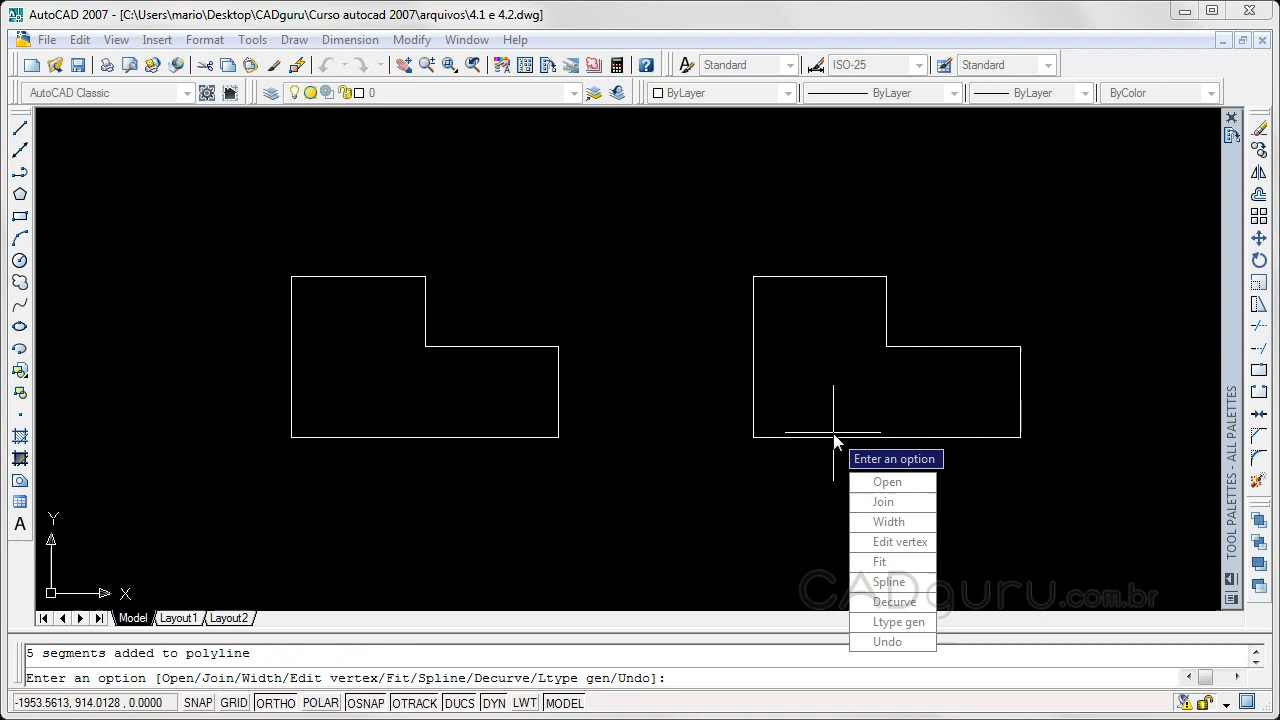 AutoCAD 2007 - [C:\Users\mario\Desktop\CADguru\Curso autocad 2007\arquivos\4.1 e 4.2.dwg]
File Edit View Insert Format Tools Draw Dimension Modify Window Help
Standard ISO-25 Standard
AutoCAD Classic 0 ByLayer ByLayer ByLayer ByColor
TOOL PALETTES - ALL PALETTES
Enter an option
Open
Join
Width
Edit vertex
Fit
Spline
Decurve
Ltype gen
Undo
CADguru.com.br
Y
X
A
Model Layout1 Layout2
5 segments added to polyline
Enter an option [Open/Join/Width/Edit vertex/Fit/Spline/Decurve/Ltype gen/Undo]:
-1953.5613, 914.0128 , 0.0000 SNAP GRID ORTHO POLAR OSNAP OTRACK DUCS DYN LWT MODEL